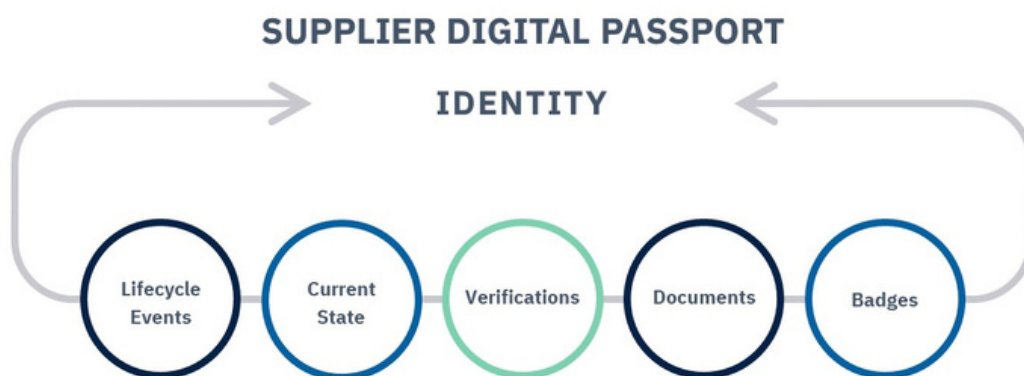 SUPPLIER DIGITAL PASSPORT
IDENTITY
Lifecycle
Events
Current
State
Verifications
Documents
Badges